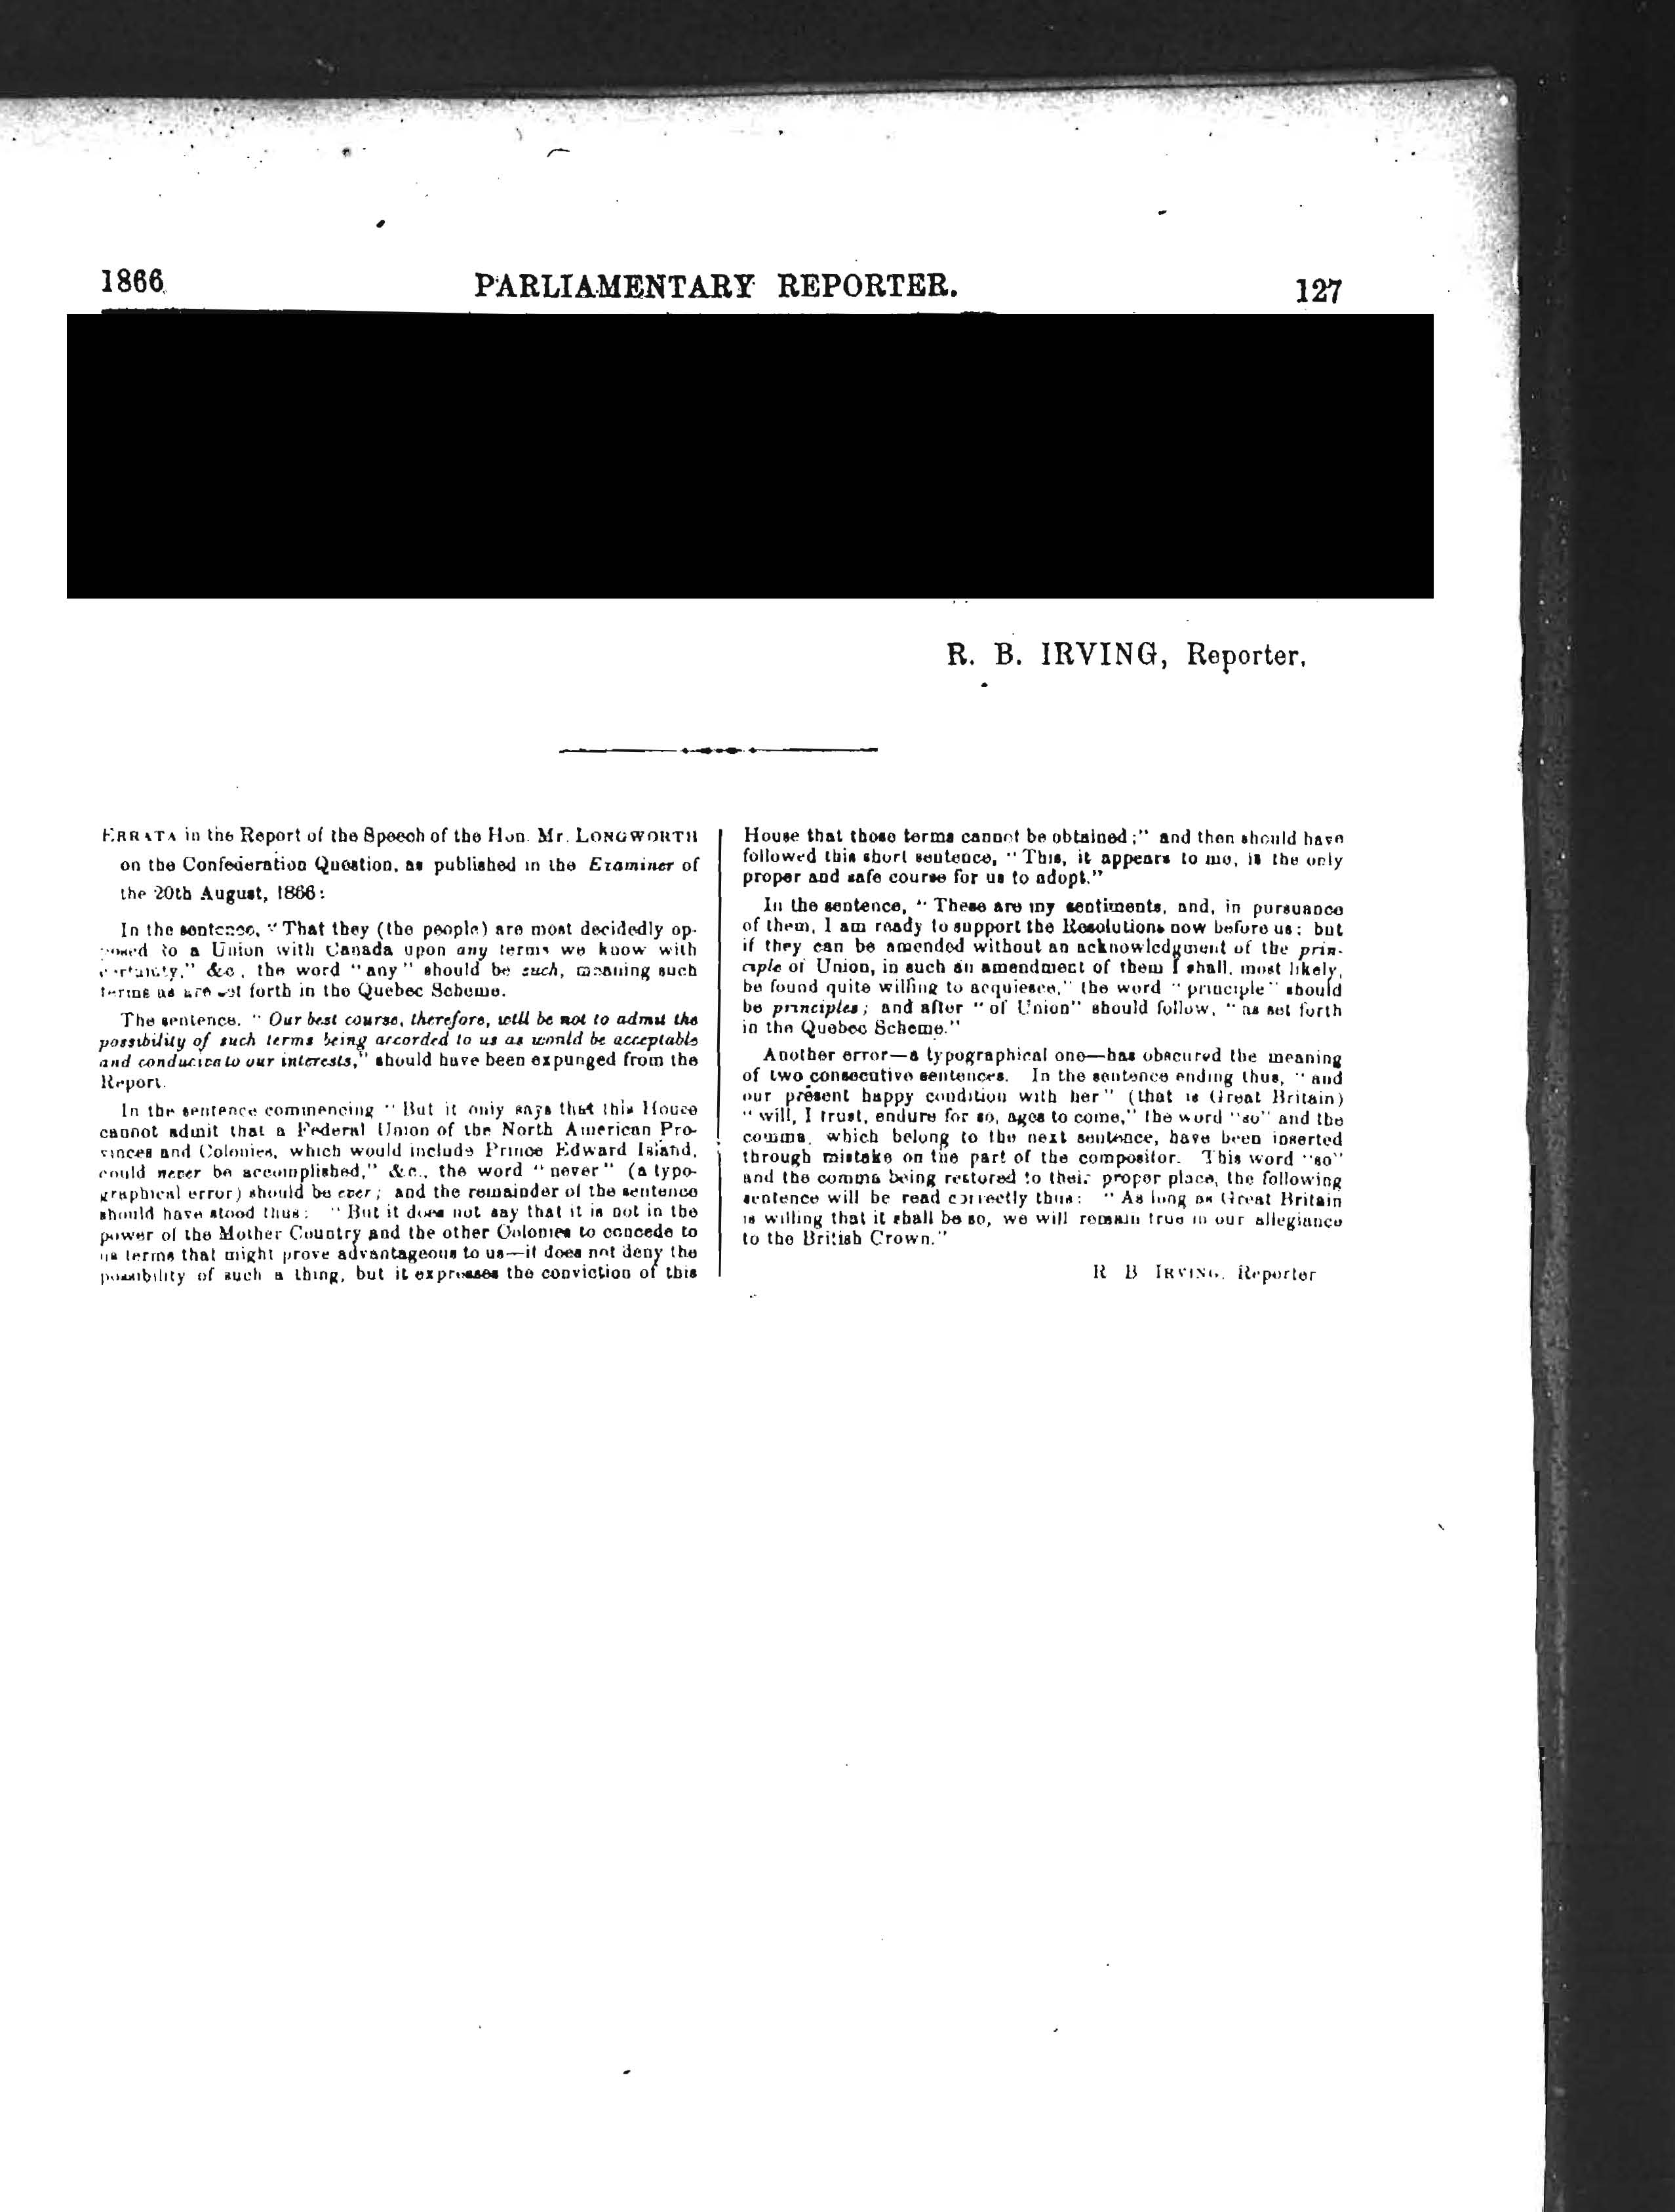 1866
PARLIAMENTARY REPORTER.
127
R. B. IRVING, Reporter.
ERRATA in the Report of the Speech of the Hon. Mr. LONGWORTH
on the Confederation Question, as published in the Examiner of
the 20th August, 1866:
In the sentence, "That they (the people) are most decidedly op-
posed to a Union with Canada upon any terms we know with
certainty," &c, the word "any" should be such, meaning such
terms as are set forth in the Quebec Scheme.
The sentence, "Our best course, therefore, will be not to admit the
possibility of such terms being accorded to us as would be acceptable
and conducive to our interests," should have been expunged from the
Report.
In the sentence commencing "But it only says that this House
cannot admit that a Federal Union of the North American Pro-
vinces and Colonies, which would include Prince Edward Island,
could never be accomplished," &c., the word "never" (a typo-
graphical error) should be ever; and the remainder of the sentence
should have stood thus: "But it does not say that it is not in the
power of the Mother Country and the other Colonies to concede to
us terms that might prove advantageous to us—it does not deny the
possibility of such a thing, but it expresses the conviction of this
House that those terms cannot be obtained;" and then should have
followed this short sentence, "This, it appears to me, is the only
proper and safe course for us to adopt."
In the sentence, "These are my sentiments, and, in pursuance
of them, I am ready to support the Resolutions now before us; but
if they can be amended without an acknowledgment of the prin-
ciple of Union, in such an amendment of them I shall, most likely,
be found quite willing to acquiesce," the word "principle" should
be principles; and after "of Union" should follow, "as set forth
in the Quebec Scheme."
Another error—a typographical one—has obscured the meaning
of two consecutive sentences. In the sentence ending thus, "and
our present happy condition with her" (that is Great Britain)
"will, I trust, endure for so, ages to come," the word "so" and the
comma, which belong to the next sentence, have been inserted
through mistake on the part of the compositor. This word "so"
and the comma being restored to their proper place, the following
sentence will be read correctly thus: "As long as Great Britain
is willing that it shall be so, we will remain true in our allegiance
to the British Crown."
R B IRVING, Reporter